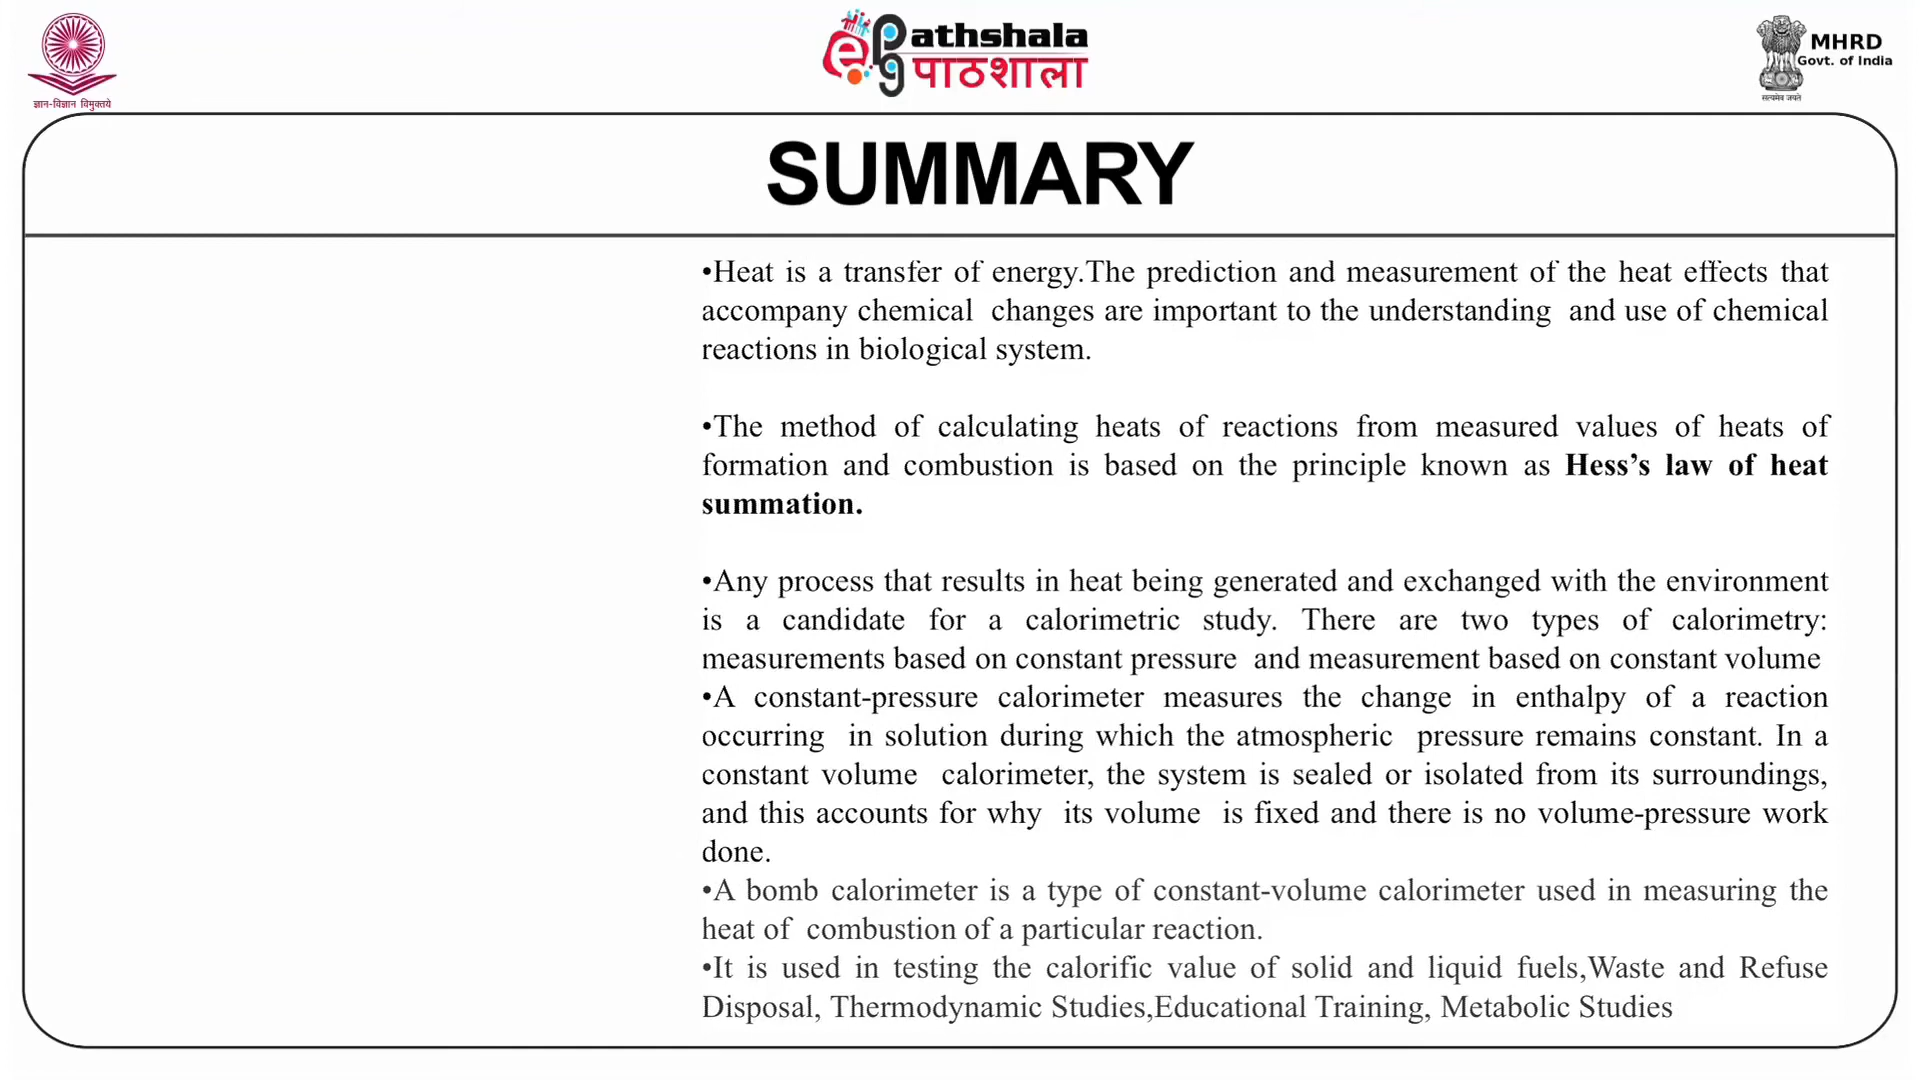 ज्ञान-विज्ञान विमुक्तये
ePG athshala
पाठशाला
MHRD
Govt. of India
सत्यमेव जयते
SUMMARY
•Heat is a transfer of energy.The prediction and measurement of the heat effects that
accompany chemical changes are important to the understanding and use of chemical
reactions in biological system.
•The method of calculating heats of reactions from measured values of heats of
formation and combustion is based on the principle known as Hess’s law of heat
summation.
•Any process that results in heat being generated and exchanged with the environment
is a candidate for a calorimetric study. There are two types of calorimetry:
measurements based on constant pressure and measurement based on constant volume
•A constant-pressure calorimeter measures the change in enthalpy of a reaction
occurring in solution during which the atmospheric pressure remains constant. In a
constant volume calorimeter, the system is sealed or isolated from its surroundings,
and this accounts for why its volume is fixed and there is no volume-pressure work
done.
•A bomb calorimeter is a type of constant-volume calorimeter used in measuring the
heat of combustion of a particular reaction.
•It is used in testing the calorific value of solid and liquid fuels,Waste and Refuse
Disposal, Thermodynamic Studies,Educational Training, Metabolic Studies